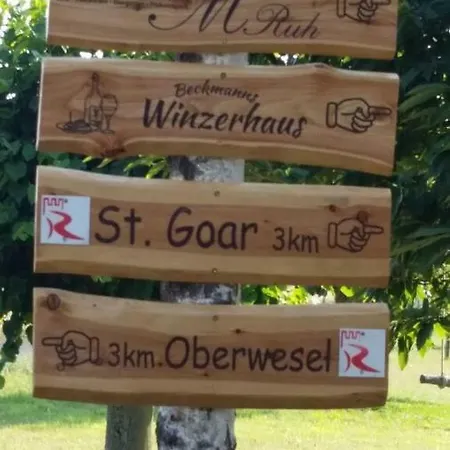 M
Ruh
Beckmanns
Winzerhaus
St. Goar 3km
3km Oberwesel